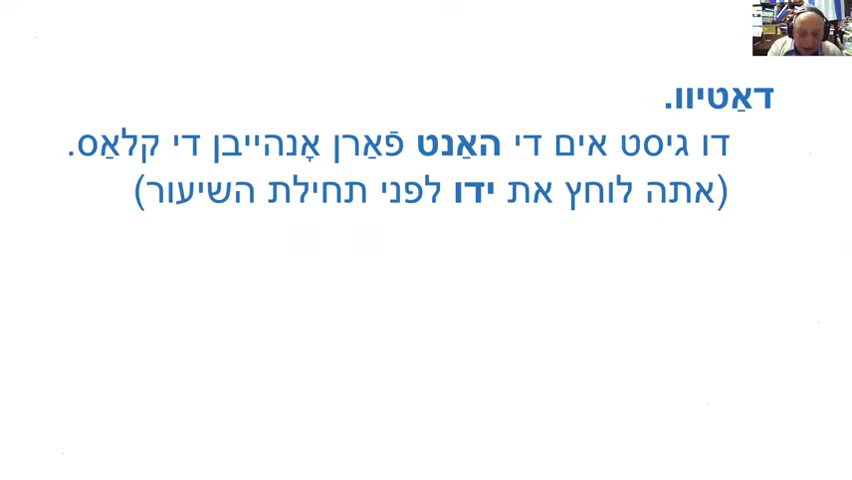 דאַטיוו.
דו גיסט אים די האַנט פֿאַרן אָנהייבן די קלאַס.
(אתה לוחץ את ידו לפני תחילת השיעור)